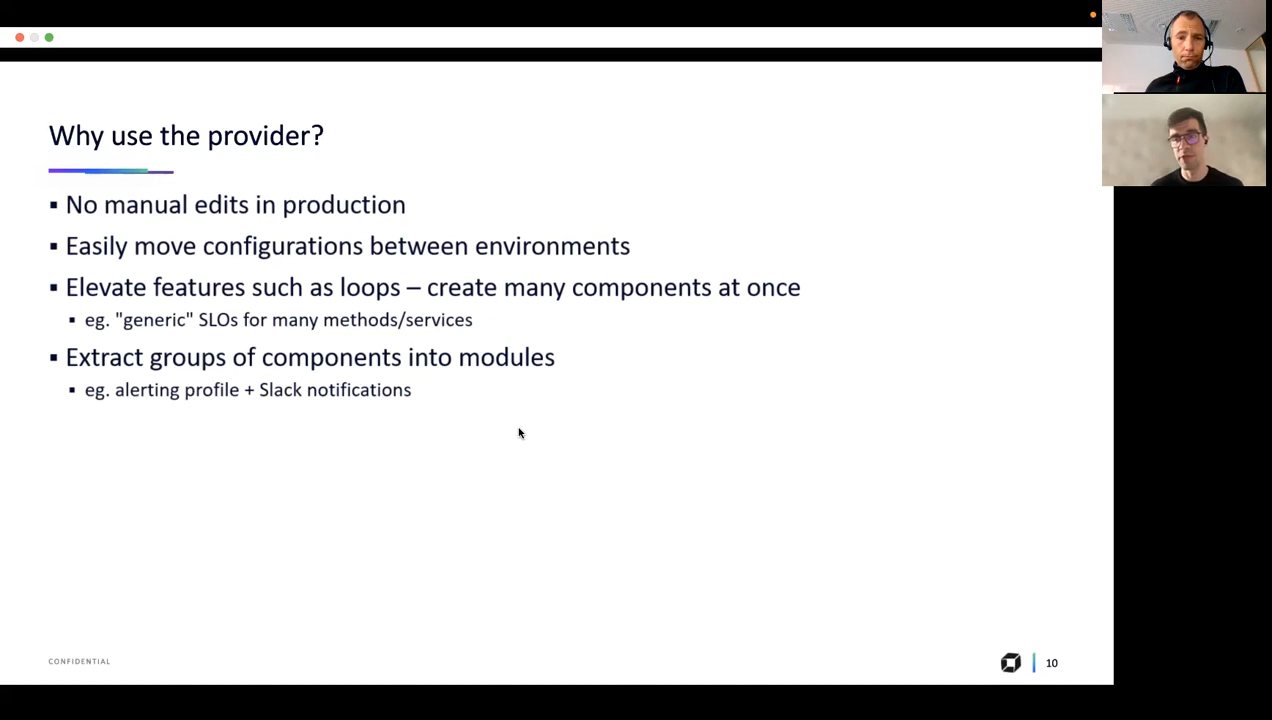 Why use the provider?
▪ No manual edits in production
▪ Easily move configurations between environments
▪ Elevate features such as loops – create many components at once
▪ eg. "generic" SLOs for many methods/services
▪ Extract groups of components into modules
▪ eg. alerting profile + Slack notifications
CONFIDENTIAL
10